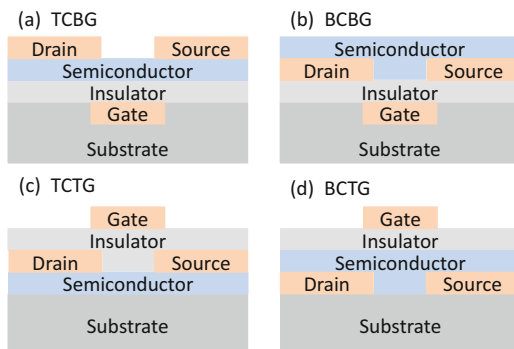 (a) TCBG
Drain Source
Semiconductor
Insulator
Gate
Substrate
(b) BCBG
Semiconductor
Drain Source
Insulator
Gate
Substrate
(c) TCTG
Gate
Insulator
Drain Source
Semiconductor
Substrate
(d) BCTG
Gate
Insulator
Semiconductor
Drain Source
Substrate